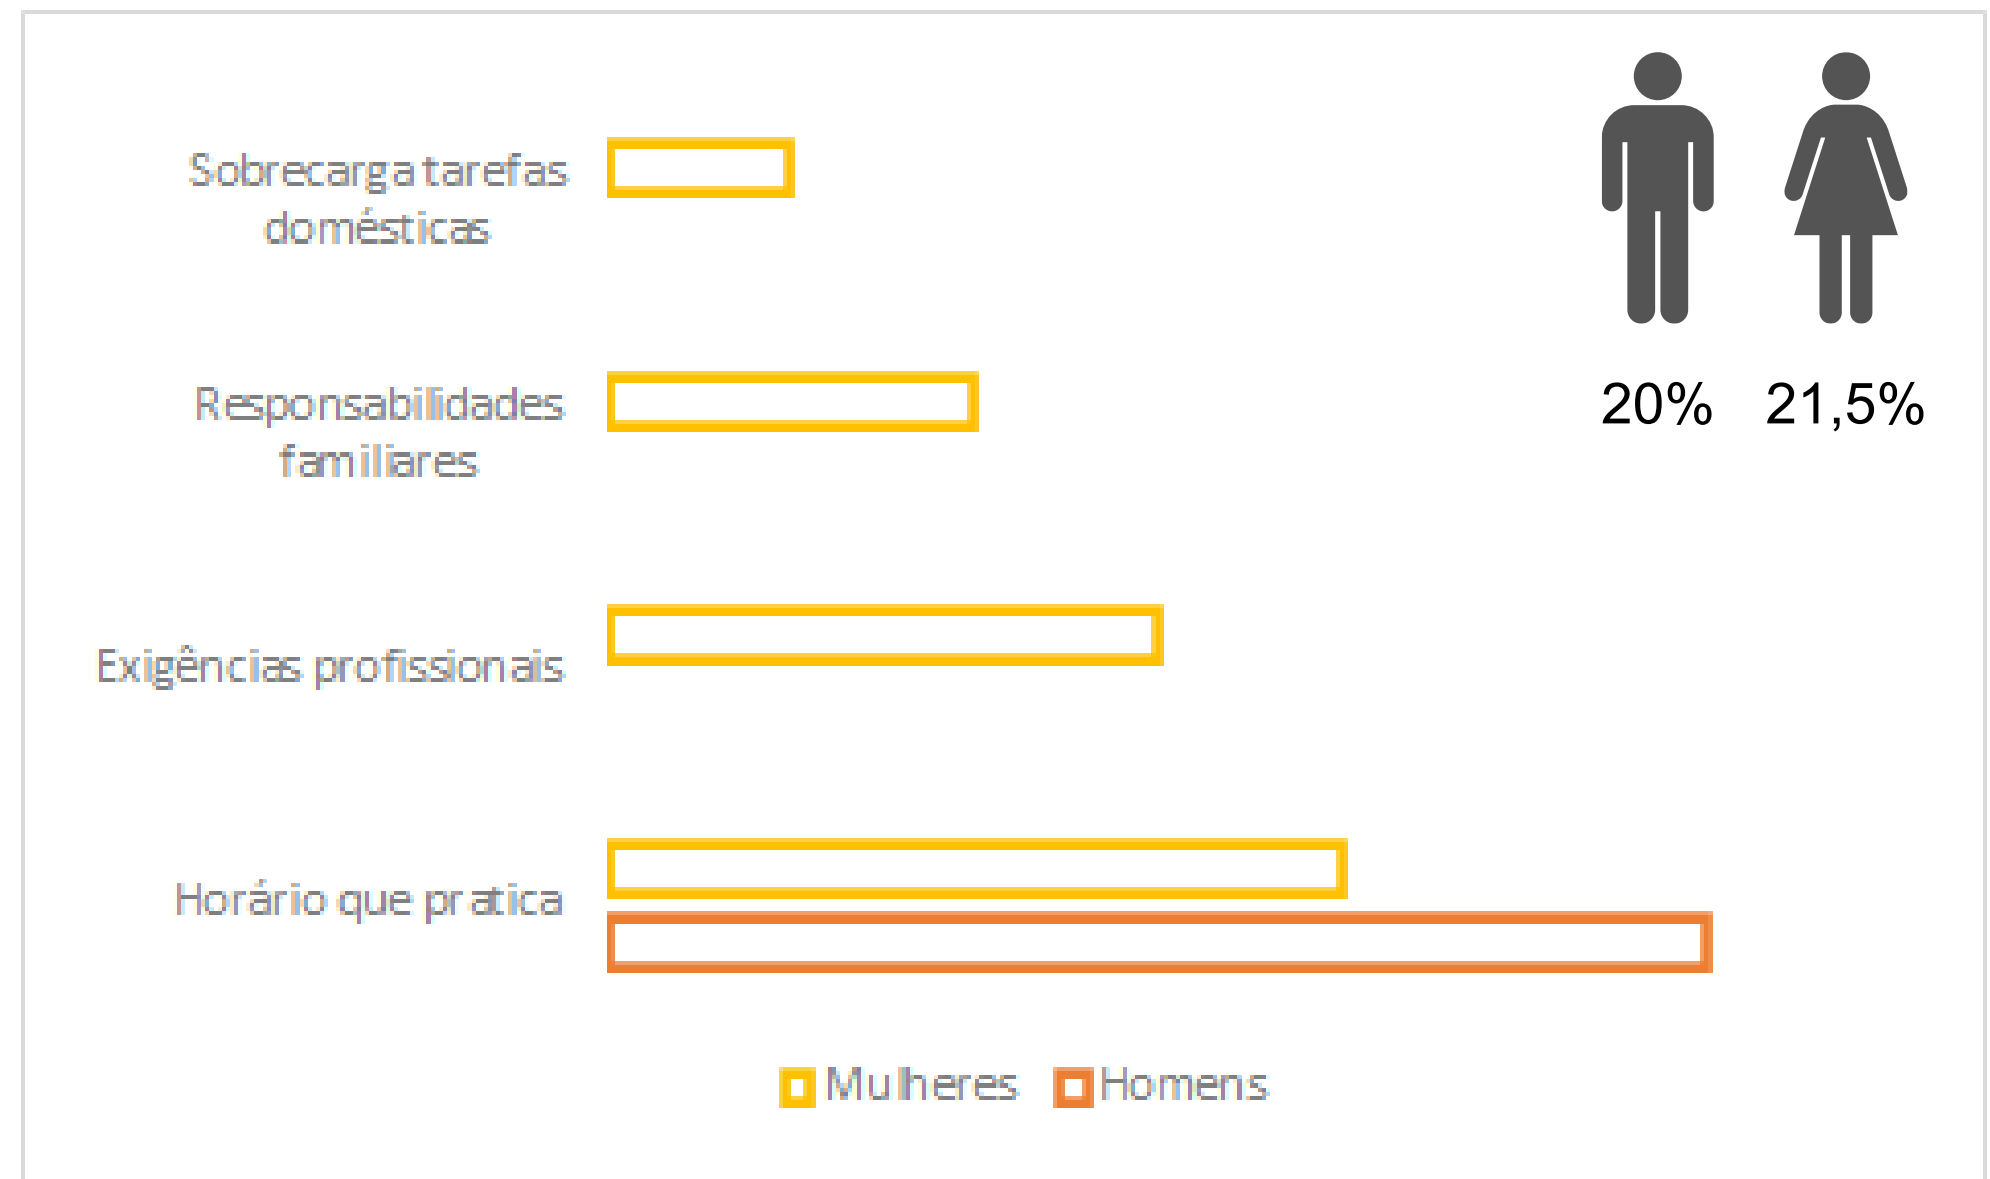 Sobrecarga tarefas
domésticas
Responsabilidades
familiares
20% 21,5%
Exigências profissionais
Horário que pratica
Mulheres Homens